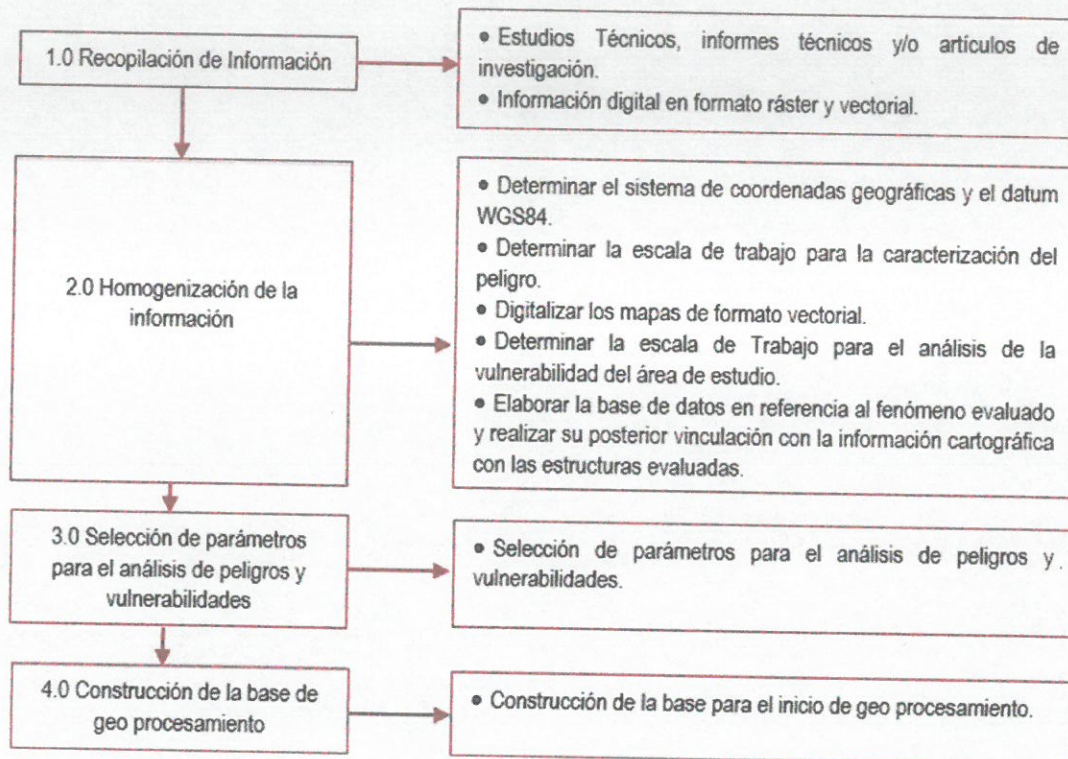 1.0 Recopilación de Información
• Estudios Técnicos, informes técnicos y/o artículos de
investigación.
• Información digital en formato ráster y vectorial.
2.0 Homogenización de la
información
• Determinar el sistema de coordenadas geográficas y el datum
WGS84.
• Determinar la escala de trabajo para la caracterización del
peligro.
• Digitalizar los mapas de formato vectorial.
• Determinar la escala de Trabajo para el análisis de la
vulnerabilidad del área de estudio.
• Elaborar la base de datos en referencia al fenómeno evaluado
y realizar su posterior vinculación con la información cartográfica
con las estructuras evaluadas.
3.0 Selección de parámetros
para el análisis de peligros y
vulnerabilidades
• Selección de parámetros para el análisis de peligros y
vulnerabilidades.
4.0 Construcción de la base de
geo procesamiento
• Construcción de la base para el inicio de geo procesamiento.